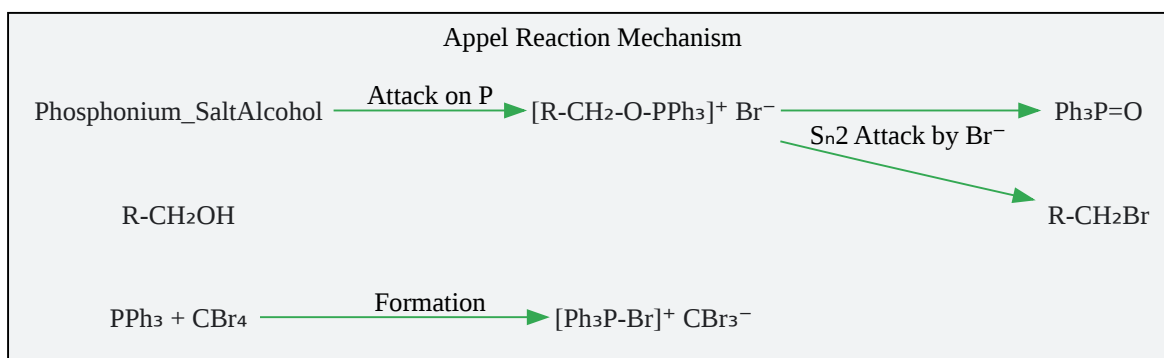 Appel Reaction Mechanism
Phosphonium_SaltAlcohol
Attack on P
[R-CH₂-O-PPh₃]⁺ Br⁻
Ph₃P=O
Sₙ2 Attack by Br⁻
R-CH₂OH
R-CH₂Br
PPh₃ + CBr₄
Formation
[Ph₃P-Br]⁺ CBr₃⁻